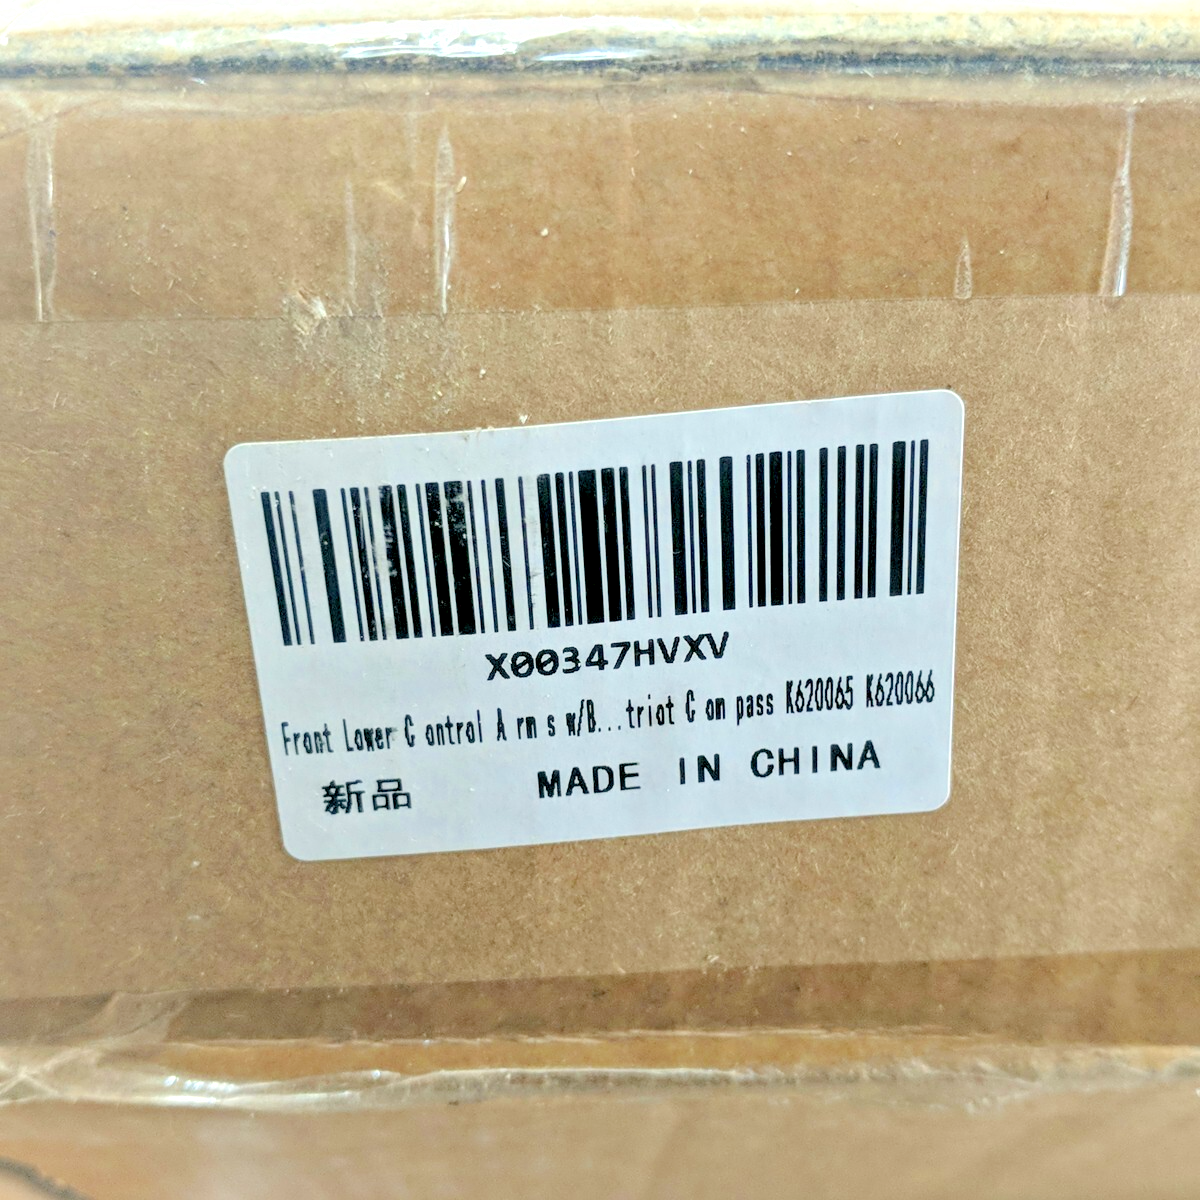 X00347HVXV
Front Lower C ontrol A rm s w/B...triot C om pass K620065 K620066
新品 MADE IN CHINA